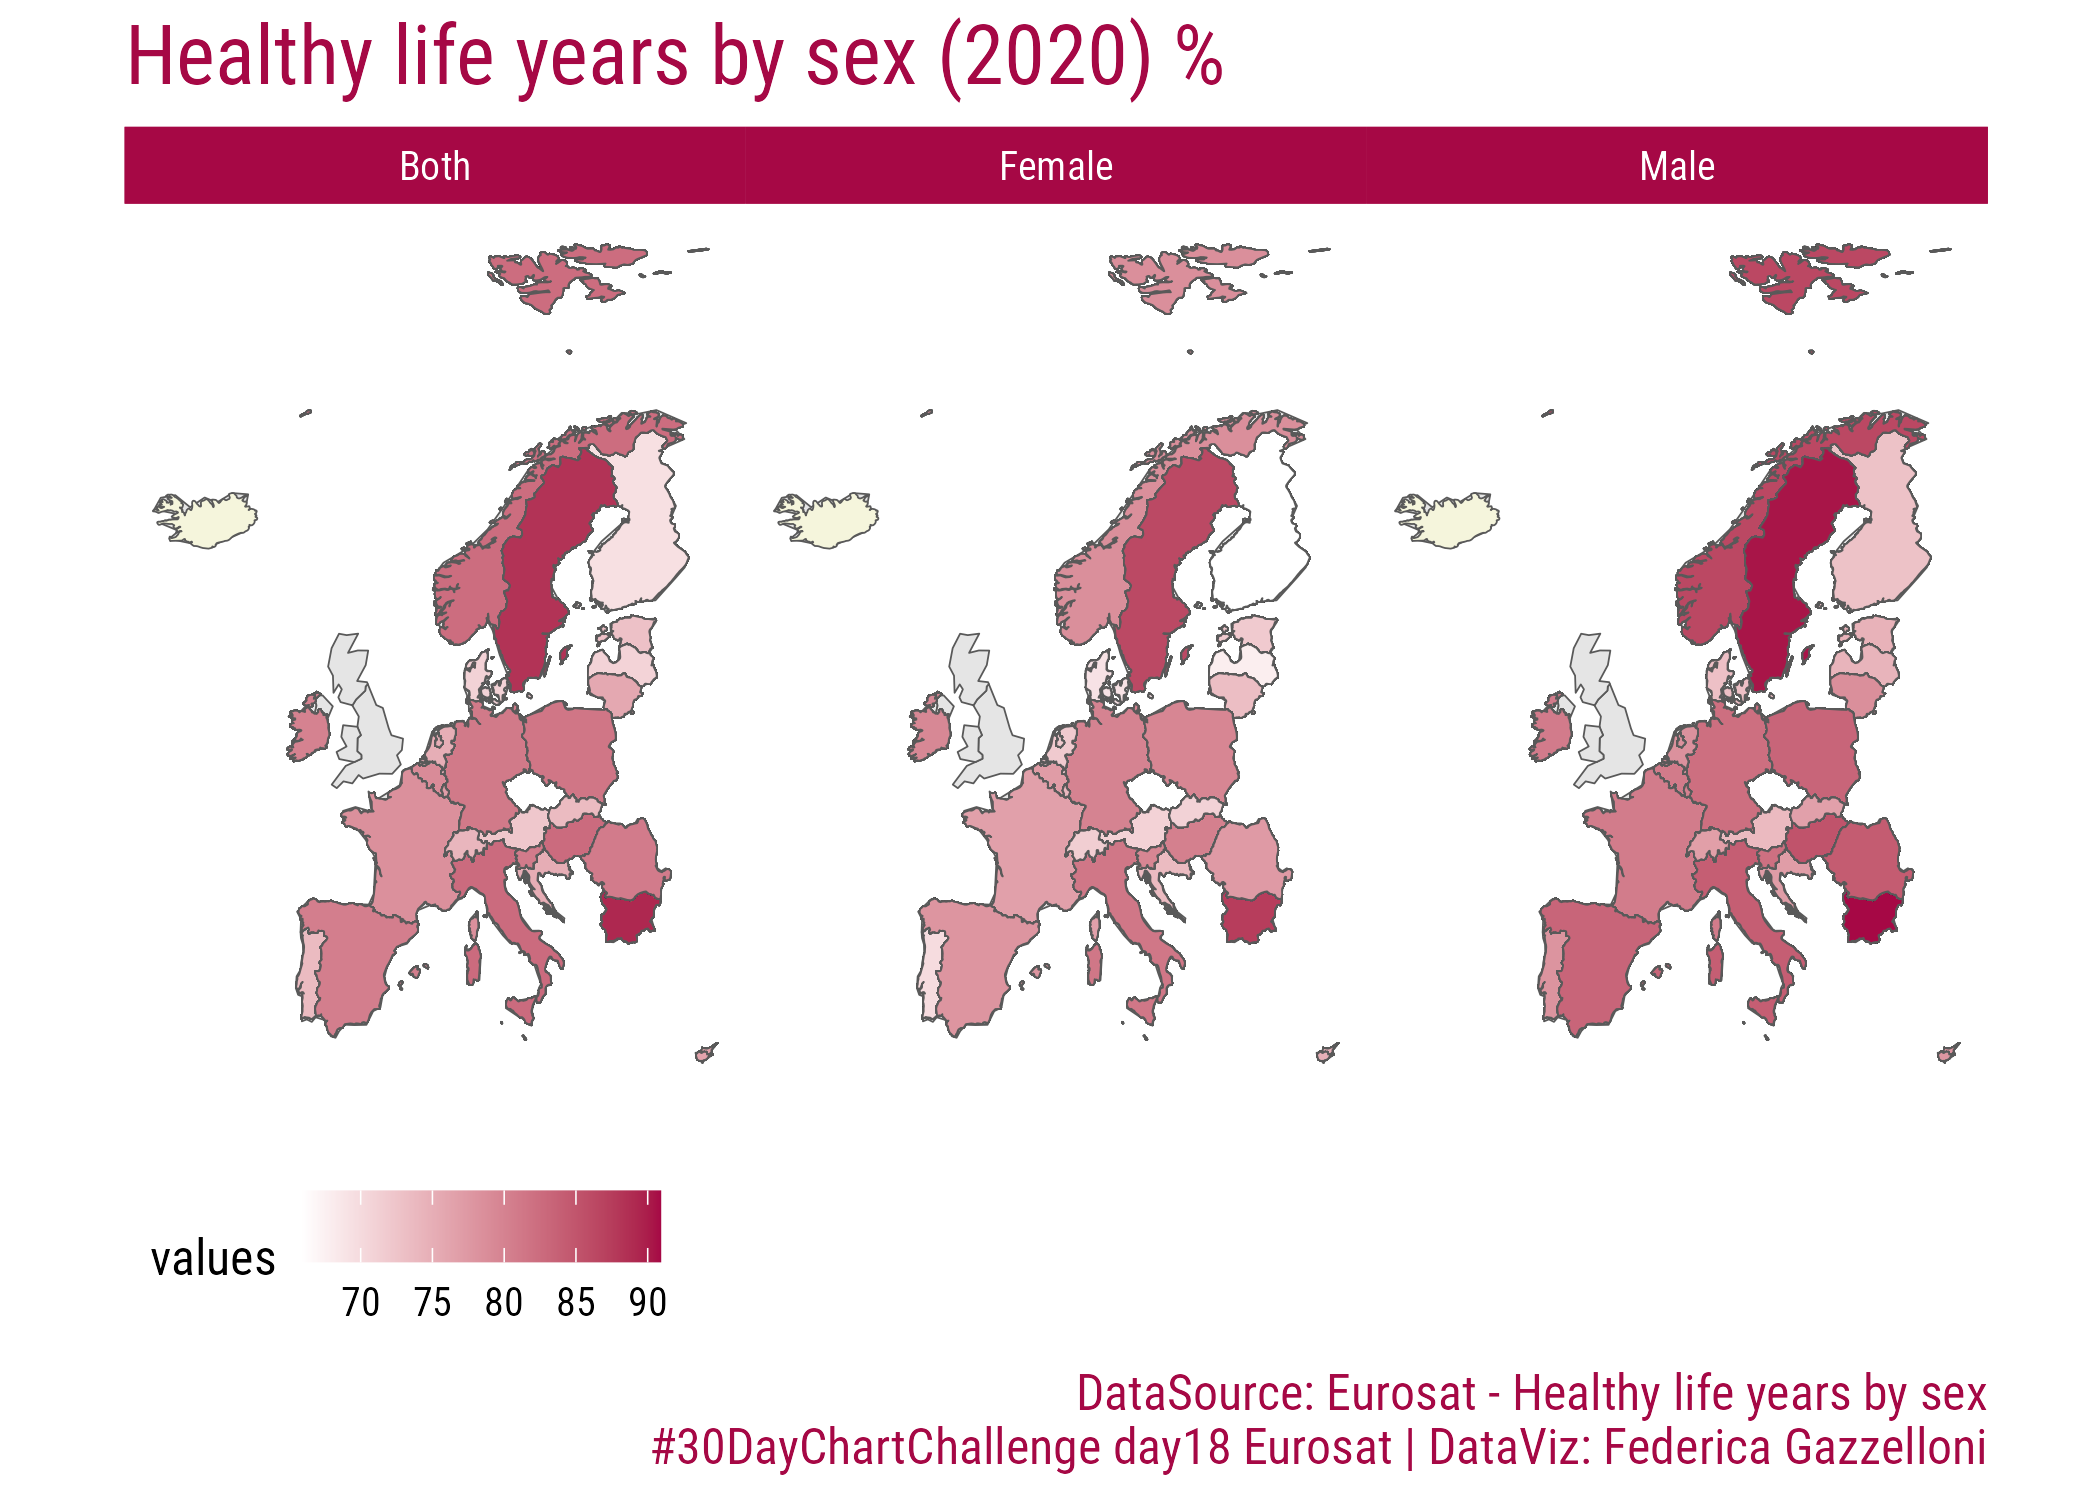 Healthy life years by sex (2020) %
Both Female Male
values
70 75 80 85 90
DataSource: Eurosat - Healthy life years by sex
#30DayChartChallenge day18 Eurosat | DataViz: Federica Gazzelloni